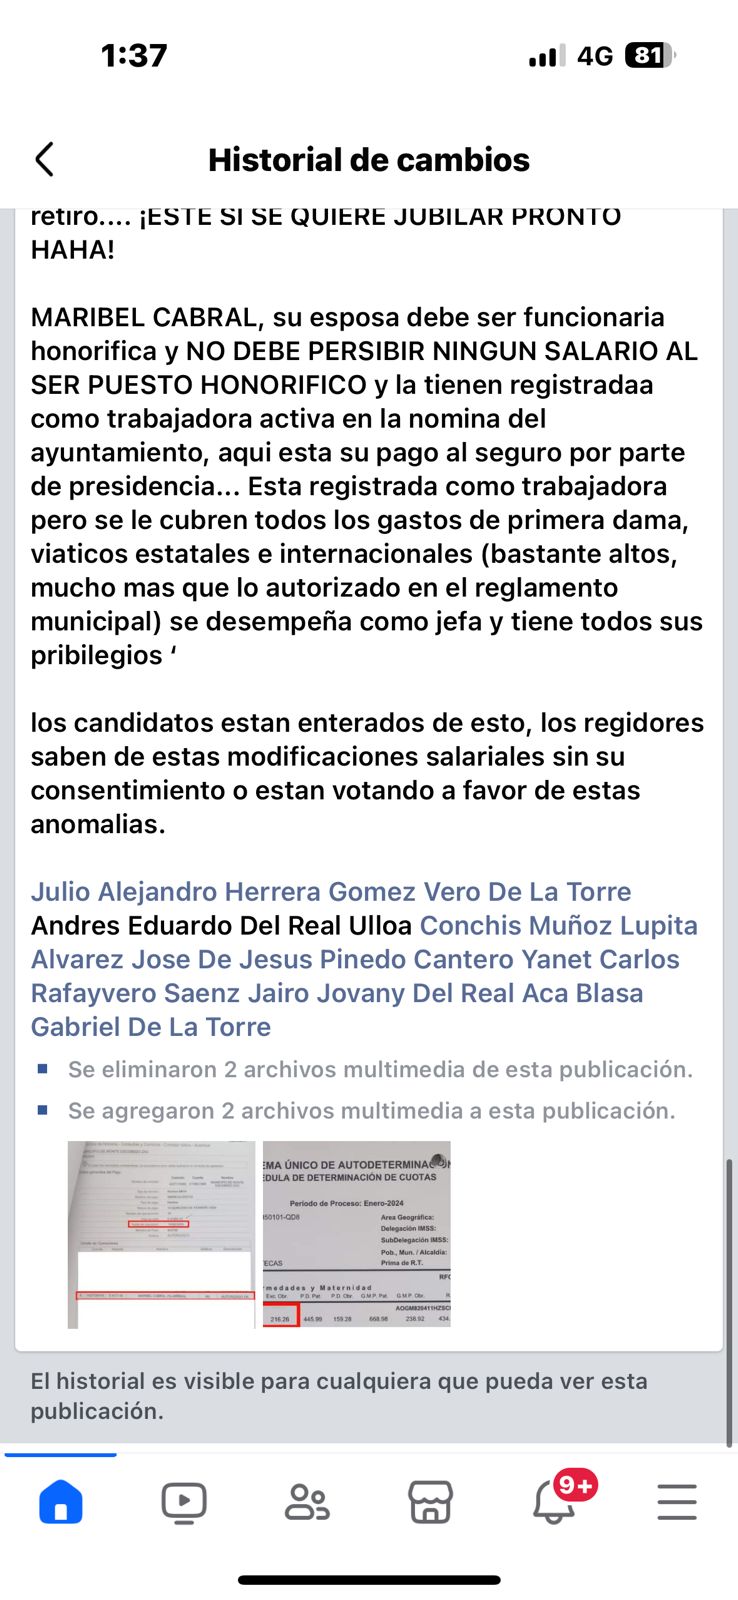 1:37
4G 81
Historial de cambios
retiro.... ¡ESTE SI SE QUIERE JUBILAR PRONTO
HAHA!
MARIBEL CABRAL, su esposa debe ser funcionaria
honorifica y NO DEBE PERSIBIR NINGUN SALARIO AL
SER PUESTO HONORIFICO y la tienen registradaa
como trabajadora activa en la nomina del
ayuntamiento, aqui esta su pago al seguro por parte
de presidencia... Esta registrada como trabajadora
pero se le cubren todos los gastos de primera dama,
viaticos estatales e internacionales (bastante altos,
mucho mas que lo autorizado en el reglamento
municipal) se desempeña como jefa y tiene todos sus
pribilegios ‘
los candidatos estan enterados de esto, los regidores
saben de estas modificaciones salariales sin su
consentimiento o estan votando a favor de estas
anomalias.
Julio Alejandro Herrera Gomez Vero De La Torre
Andres Eduardo Del Real Ulloa Conchis Muñoz Lupita
Alvarez Jose De Jesus Pinedo Cantero Yanet Carlos
Rafayvero Saenz Jairo Jovany Del Real Aca Blasa
Gabriel De La Torre
Se eliminaron 2 archivos multimedia de esta publicación.
Se agregaron 2 archivos multimedia a esta publicación.
EMA ÚNICO DE AUTODETERMINAC
ÉDULA DE DETERMINACIÓN DE CUOTAS
Periodo de Proceso: Enero-2024
50101-QD8 Area Geográfica:
Delegación IMSS:
SubDelegación IMSS:
Pob., Mun. / Alcaldía:
ECAS Prima de R.T.
RFC
medades y Maternidad
Exc. Obr. P.D. Pat. P.D. Obr. G.M.P. Pat. G.M.P. Obr.
216.26 445.99 159.28 668.98 238.92 434.
El historial es visible para cualquiera que pueda ver esta
publicación.
9+